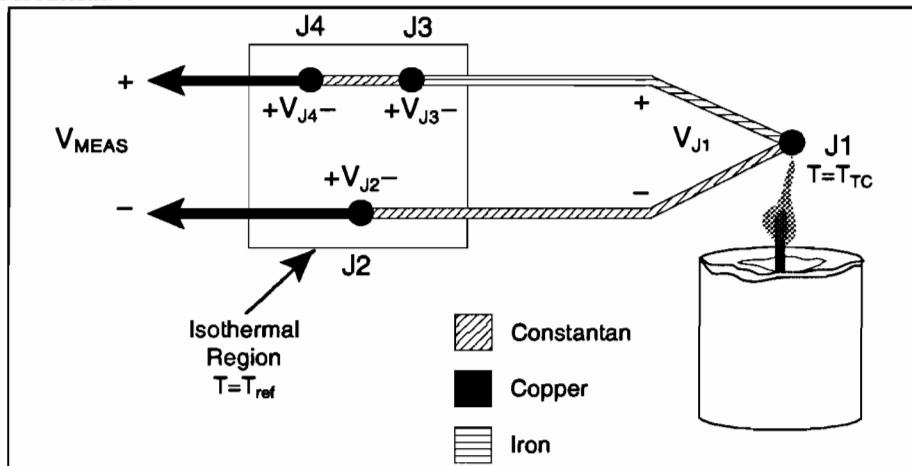 J4 J3
+ +
+V_J4− +V_J3−
V_MEAS V_J1 J1
T=T_TC
+V_J2−
− −
J2
Isothermal
Region
T=T_ref
Constantan
Copper
Iron